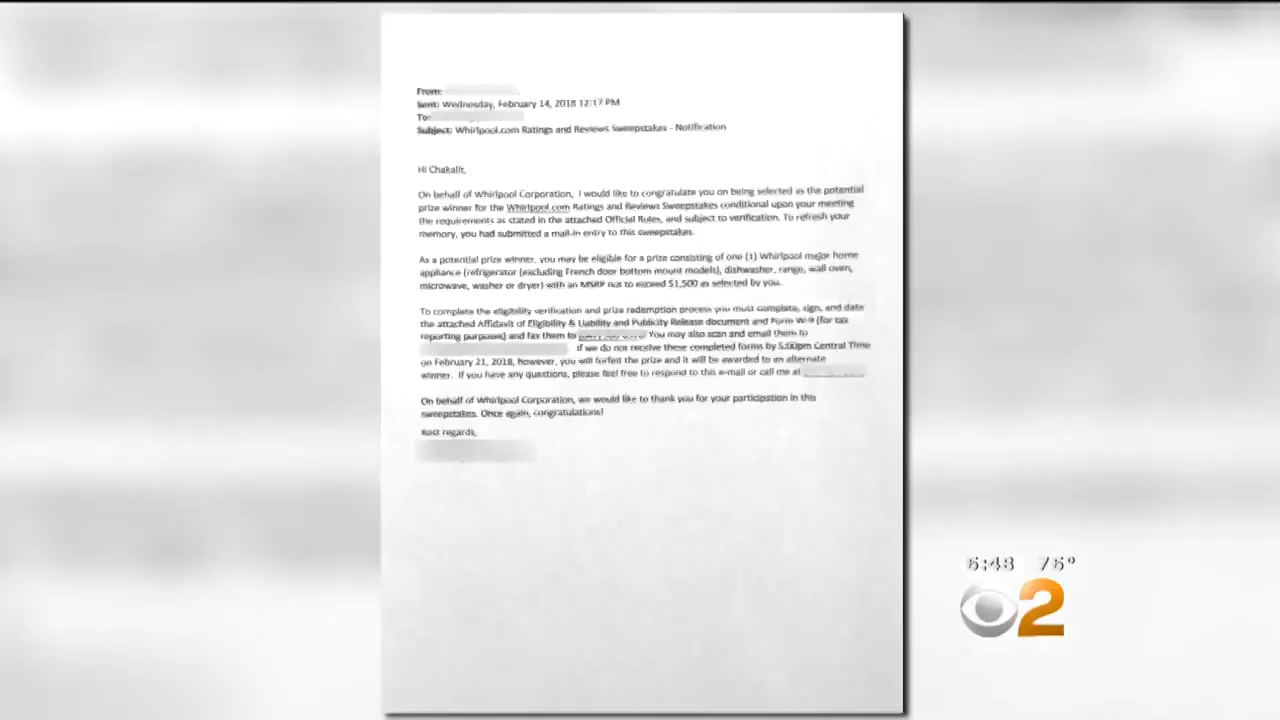 From:
Sent: Wednesday, February 14, 2018 12:17 PM
To:
Subject: Whirlpool.com Ratings and Reviews Sweepstakes - Notification
Hi Chakalit,
On behalf of Whirlpool Corporation, I would like to congratulate you on being selected as the potential
prize winner for the Whirlpool.com Ratings and Reviews Sweepstakes conditional upon your meeting
the requirements as stated in the attached Official Rules, and subject to verification. To refresh your
memory, you had submitted a mail-in entry to this sweepstakes.
As a potential prize winner, you may be eligible for a prize consisting of one (1) Whirlpool major home
appliance (refrigerator (excluding French door bottom mount models), dishwasher, range, wall oven,
microwave, washer or dryer) with an MSRP not to exceed $1,500 as selected by you.
To complete the eligibility verification and prize redemption process you must complete, sign, and date
the attached Affidavit of Eligibility & Liability and Publicity Release document and Form W-9 (for tax
reporting purposes) and fax them to You may also scan and email them to
. If we do not receive these completed forms by 5:00pm Central Time
on February 21, 2018, however, you will forfeit the prize and it will be awarded to an alternate
winner. If you have any questions, please feel free to respond to this e-mail or call me at
On behalf of Whirlpool Corporation, we would like to thank you for your participation in this
sweepstakes. Once again, congratulations!
Best regards,
5:48 76°
2